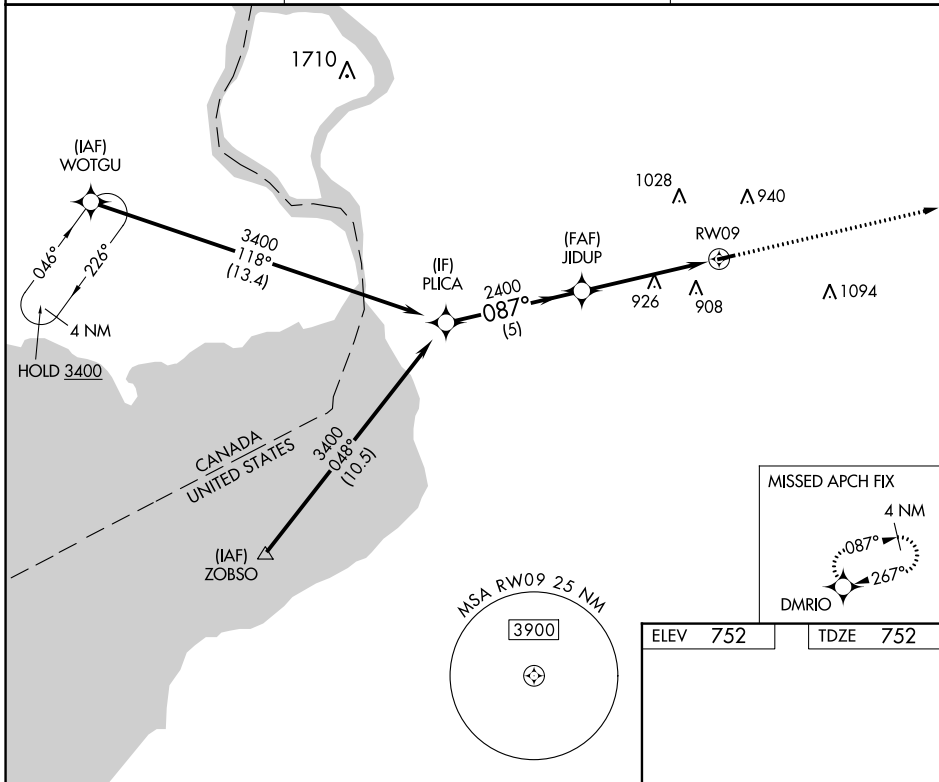 1710
(IAF)
WOTGU
046°
226°
4 NM
HOLD 3400
3400
118°
(13.4)
(IF)
PLICA
2400
087°
(5)
(FAF)
JIDUP
1028
940
RW09
926
908
1094
CANADA
UNITED STATES
3400
048°
(10.5)
(IAF)
ZOBSO
MSA RW09 25 NM
3900
MISSED APCH FIX
4 NM
087°
267°
DMRIO
ELEV 752
TDZE 752